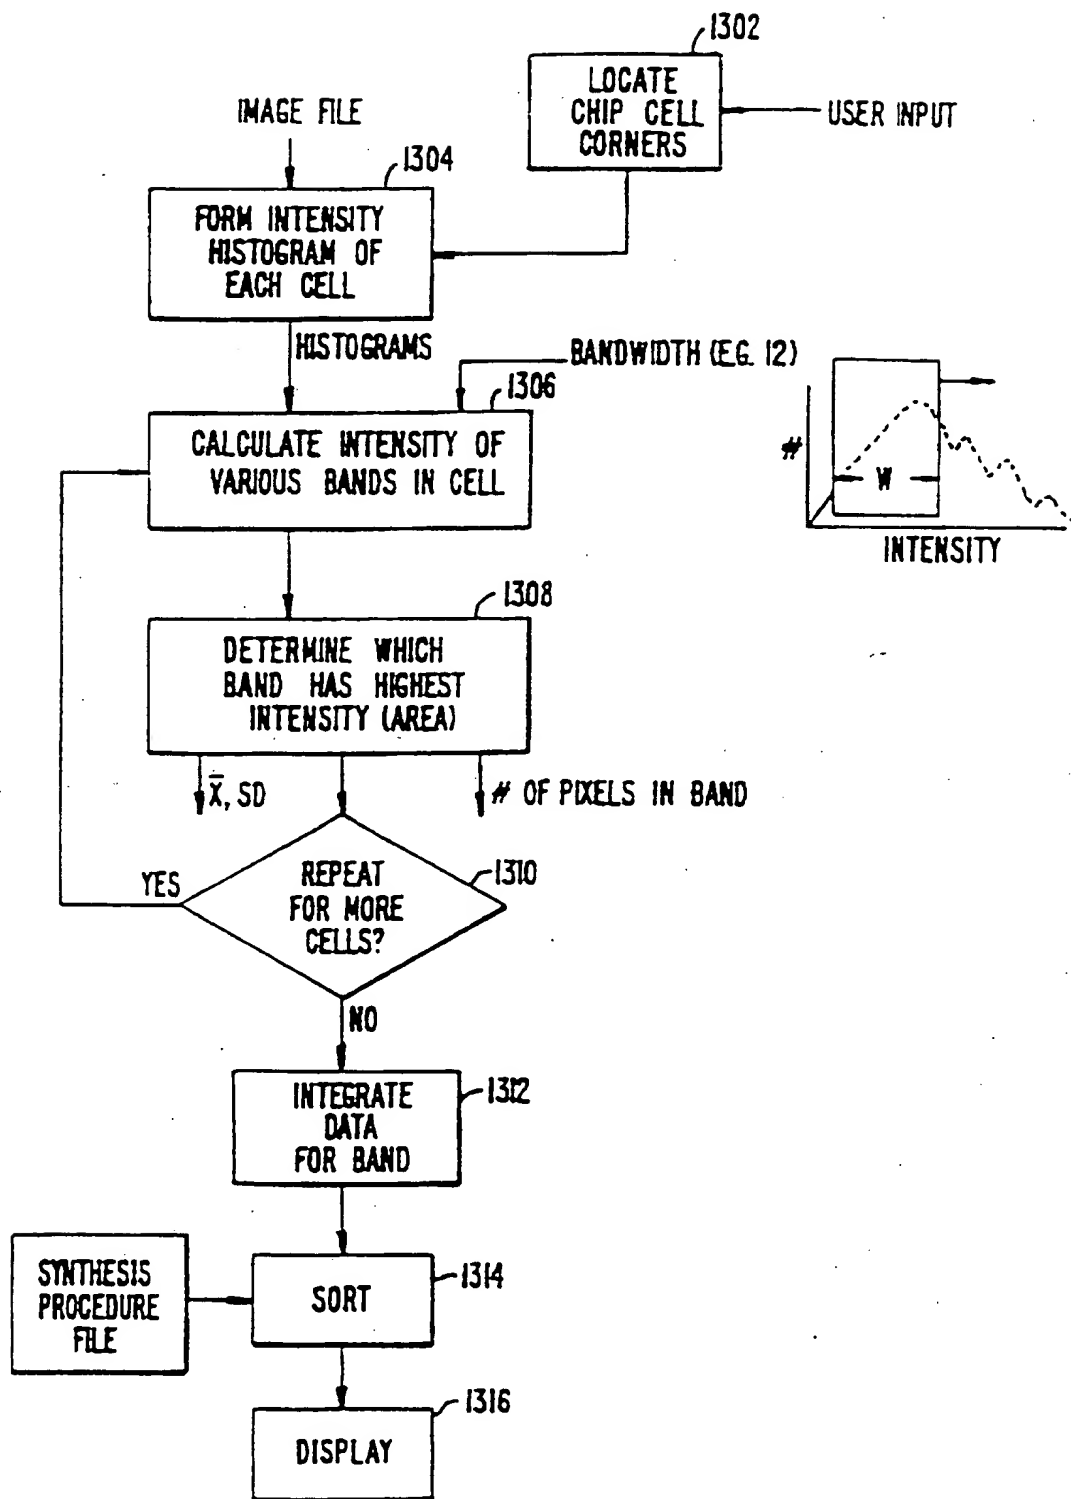 1302
LOCATE
CHIP CELL
CORNERS
USER INPUT
IMAGE FILE
1304
FORM INTENSITY
HISTOGRAM OF
EACH CELL
HISTOGRAMS
BANDWIDTH (E.G. 12)
1306
CALCULATE INTENSITY OF
VARIOUS BANDS IN CELL
#
W
INTENSITY
1308
DETERMINE WHICH
BAND HAS HIGHEST
INTENSITY (AREA)
X̅, SD
# OF PIXELS IN BAND
1310
REPEAT
FOR MORE
CELLS?
YES
NO
1312
INTEGRATE
DATA
FOR BAND
SYNTHESIS
PROCEDURE
FILE
1314
SORT
1316
DISPLAY